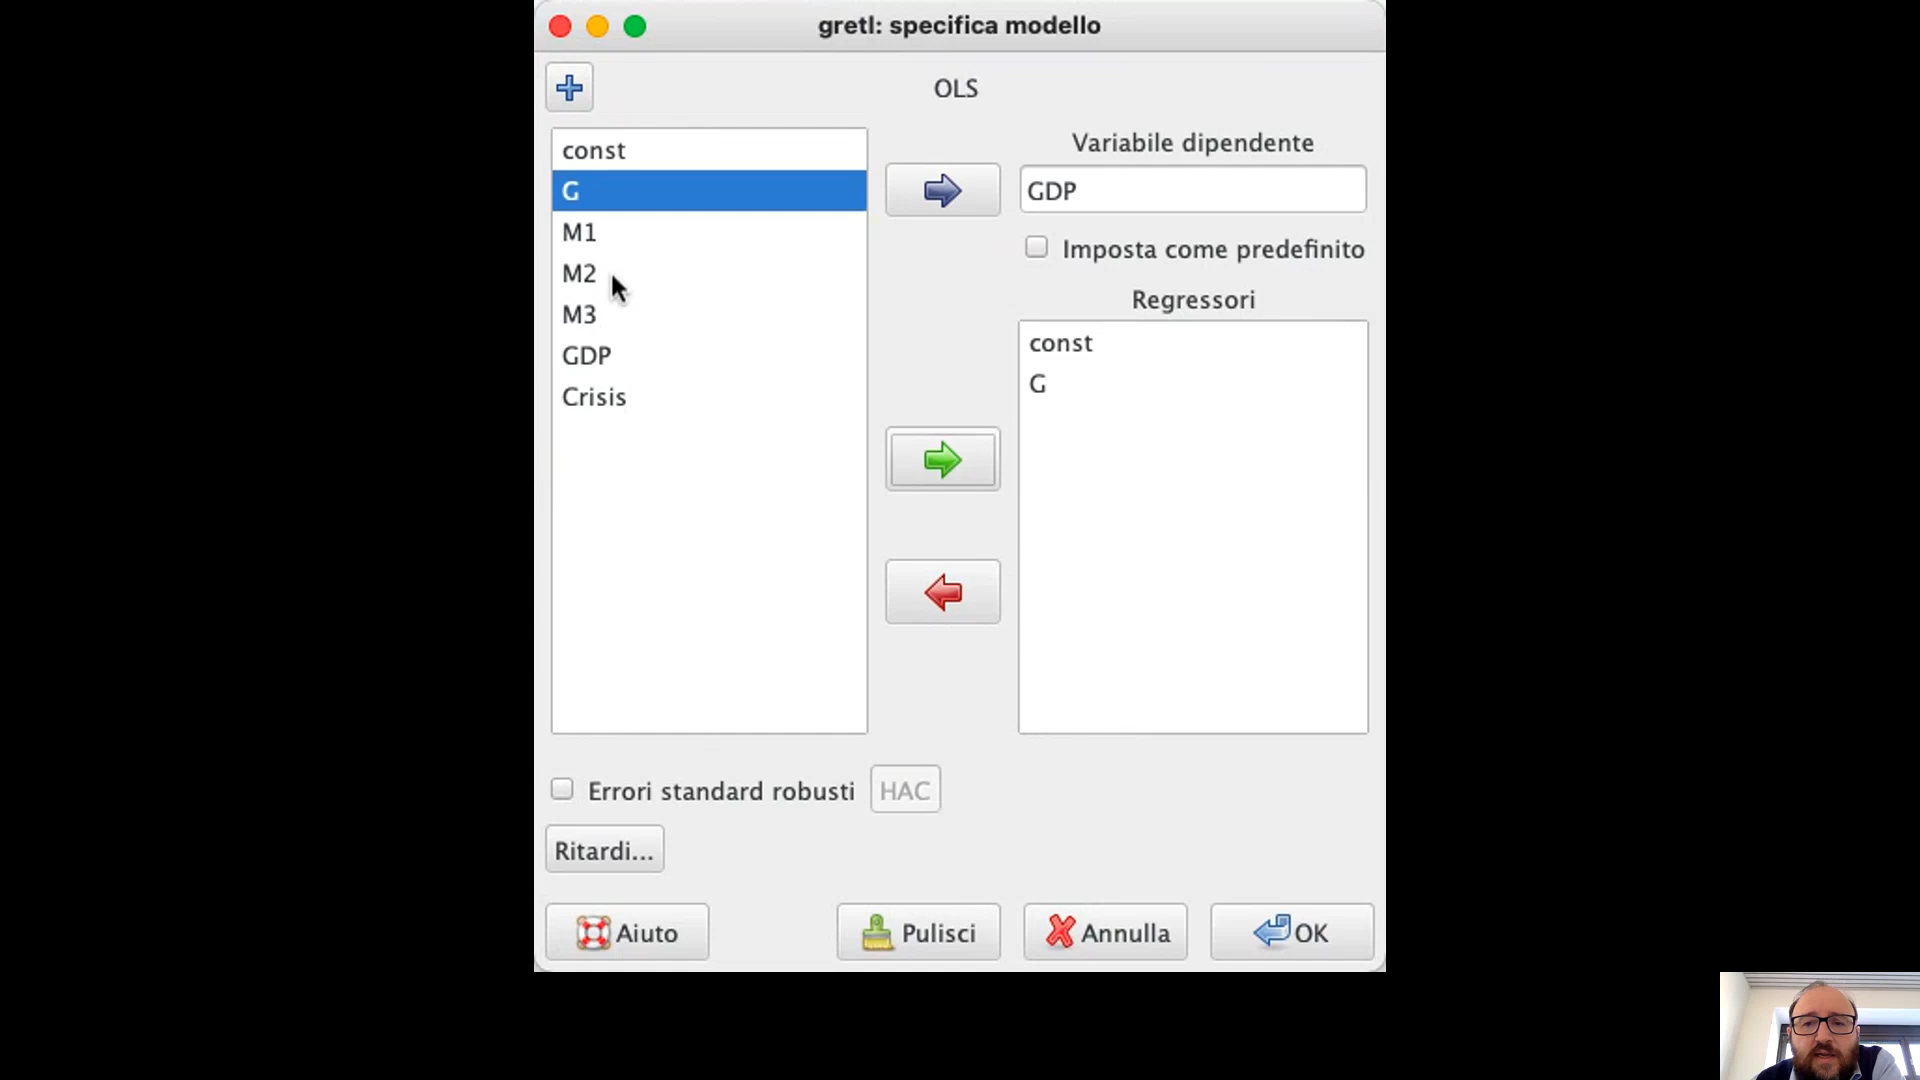 gretl: specifica modello
OLS
const
G
M1
M2
M3
GDP
Crisis
Variabile dipendente
GDP
Imposta come predefinito
Regressori
const
G
Errori standard robusti HAC
Ritardi...
Aiuto Pulisci Annulla OK